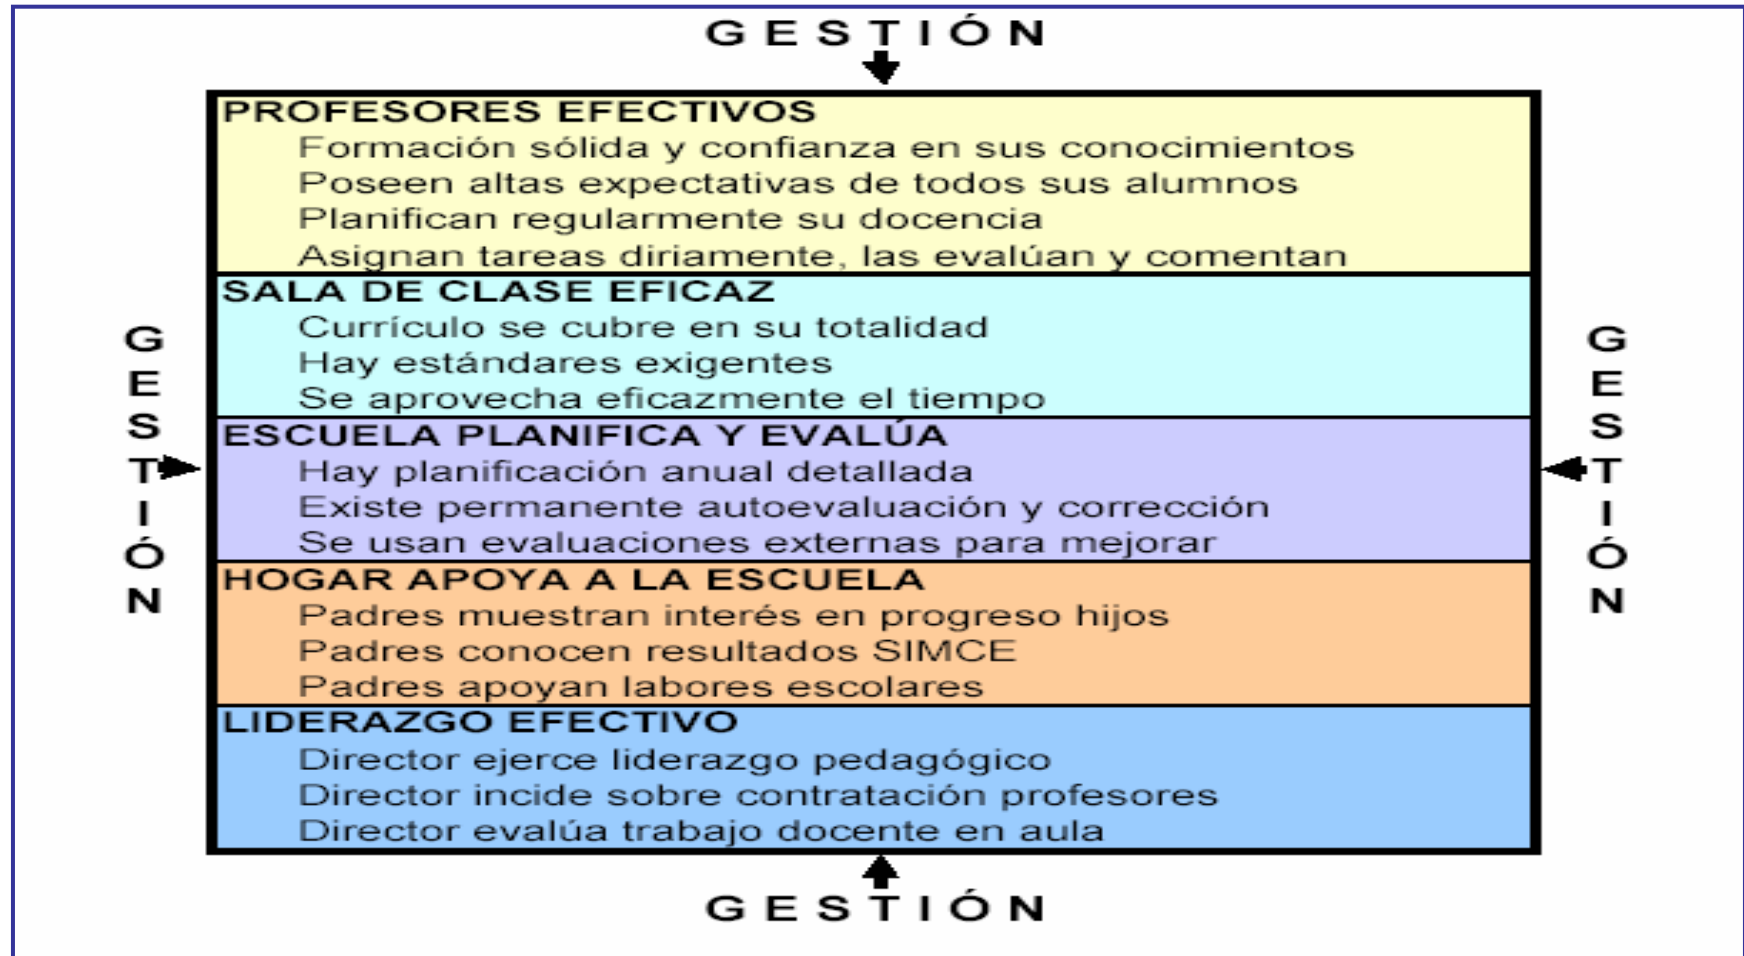 GESTIÓN
PROFESORES EFECTIVOS
Formación sólida y confianza en sus conocimientos
Poseen altas expectativas de todos sus alumnos
Planifican regularmente su docencia
Asignan tareas diriamente, las evalúan y comentan
SALA DE CLASE EFICAZ
Currículo se cubre en su totalidad
Hay estándares exigentes
Se aprovecha eficazmente el tiempo
ESCUELA PLANIFICA Y EVALÚA
Hay planificación anual detallada
Existe permanente autoevaluación y corrección
Se usan evaluaciones externas para mejorar
HOGAR APOYA A LA ESCUELA
Padres muestran interés en progreso hijos
Padres conocen resultados SIMCE
Padres apoyan labores escolares
LIDERAZGO EFECTIVO
Director ejerce liderazgo pedagógico
Director incide sobre contratación profesores
Director evalúa trabajo docente en aula
GESTIÓN
GESTIÓN
GESTIÓN